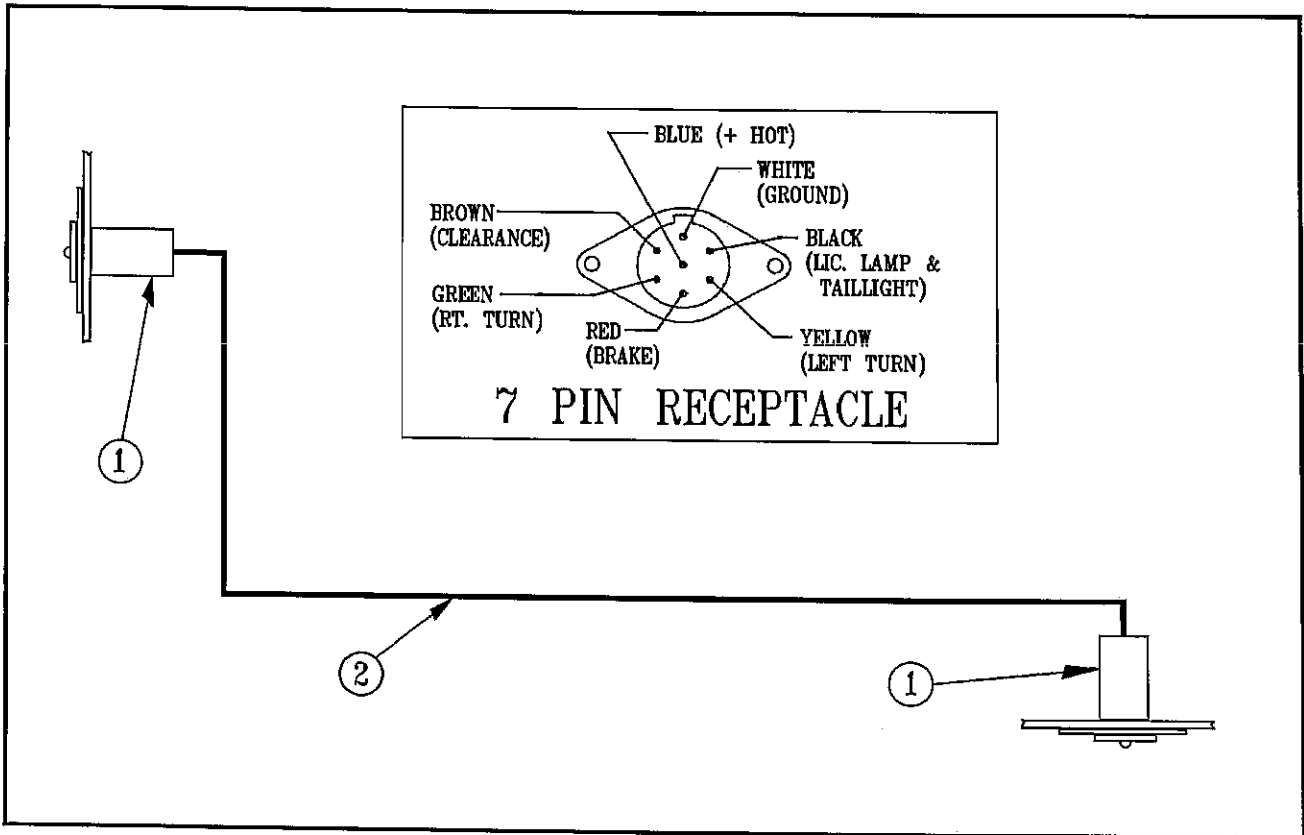 BLUE (+ HOT)
WHITE
(GROUND)
BROWN
(CLEARANCE)
BLACK
(LIC. LAMP &
TAILLIGHT)
GREEN
(RT. TURN)
RED
(BRAKE)
YELLOW
(LEFT TURN)
7 PIN RECEPTACLE
1
2
1